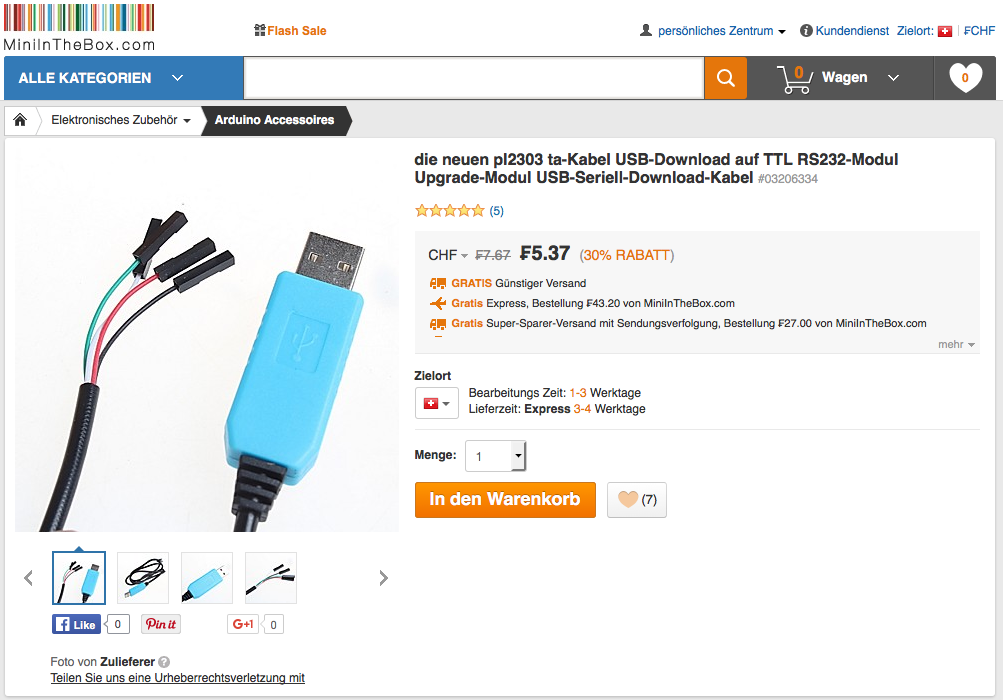 MiniInTheBox.com
Flash Sale
persönliches Zentrum
Kundendienst
Zielort:
₣CHF
ALLE KATEGORIEN
0
Wagen
0
Elektronisches Zubehör
Arduino Accessoires
die neuen pl2303 ta-Kabel USB-Download auf TTL RS232-Modul
Upgrade-Modul USB-Seriell-Download-Kabel #03206334
(5)
CHF ₣7.67 ₣5.37 (30% RABATT)
GRATIS Günstiger Versand
Gratis Express, Bestellung ₣43.20 von MiniInTheBox.com
Gratis Super-Sparer-Versand mit Sendungsverfolgung, Bestellung ₣27.00 von MiniInTheBox.com
mehr
Zielort
Bearbeitungs Zeit: 1-3 Werktage
Lieferzeit: Express 3-4 Werktage
Menge: 1
In den Warenkorb
(7)
Like 0
Pin it
G+1 0
Foto von Zulieferer ?
Teilen Sie uns eine Urheberrechtsverletzung mit